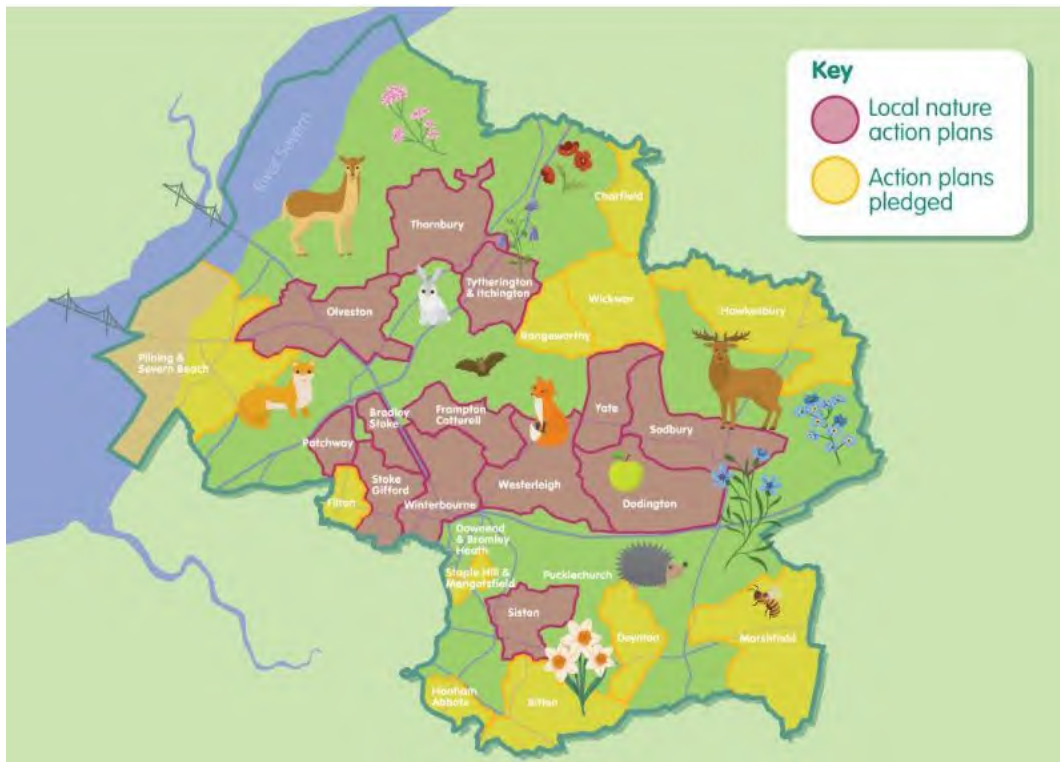 Key
Local nature
action plans
Action plans
pledged
River Severn
Charfield
Thornbury
Tytherington
& Itchington
Wickwar
Olveston
Hawkesbury
Rangeworthy
Pilning &
Severn Beach
Bradley
Stoke
Frampton
Cotterell
Yate
Sodbury
Patchway
Stoke
Gifford
Westerleigh
Filton
Winterbourne
Dodington
Downend
& Bromley
Heath
Staple Hill &
Mangotsfield
Pucklechurch
Siston
Doynton
Marshfield
Hanham
Abbots
Bitton